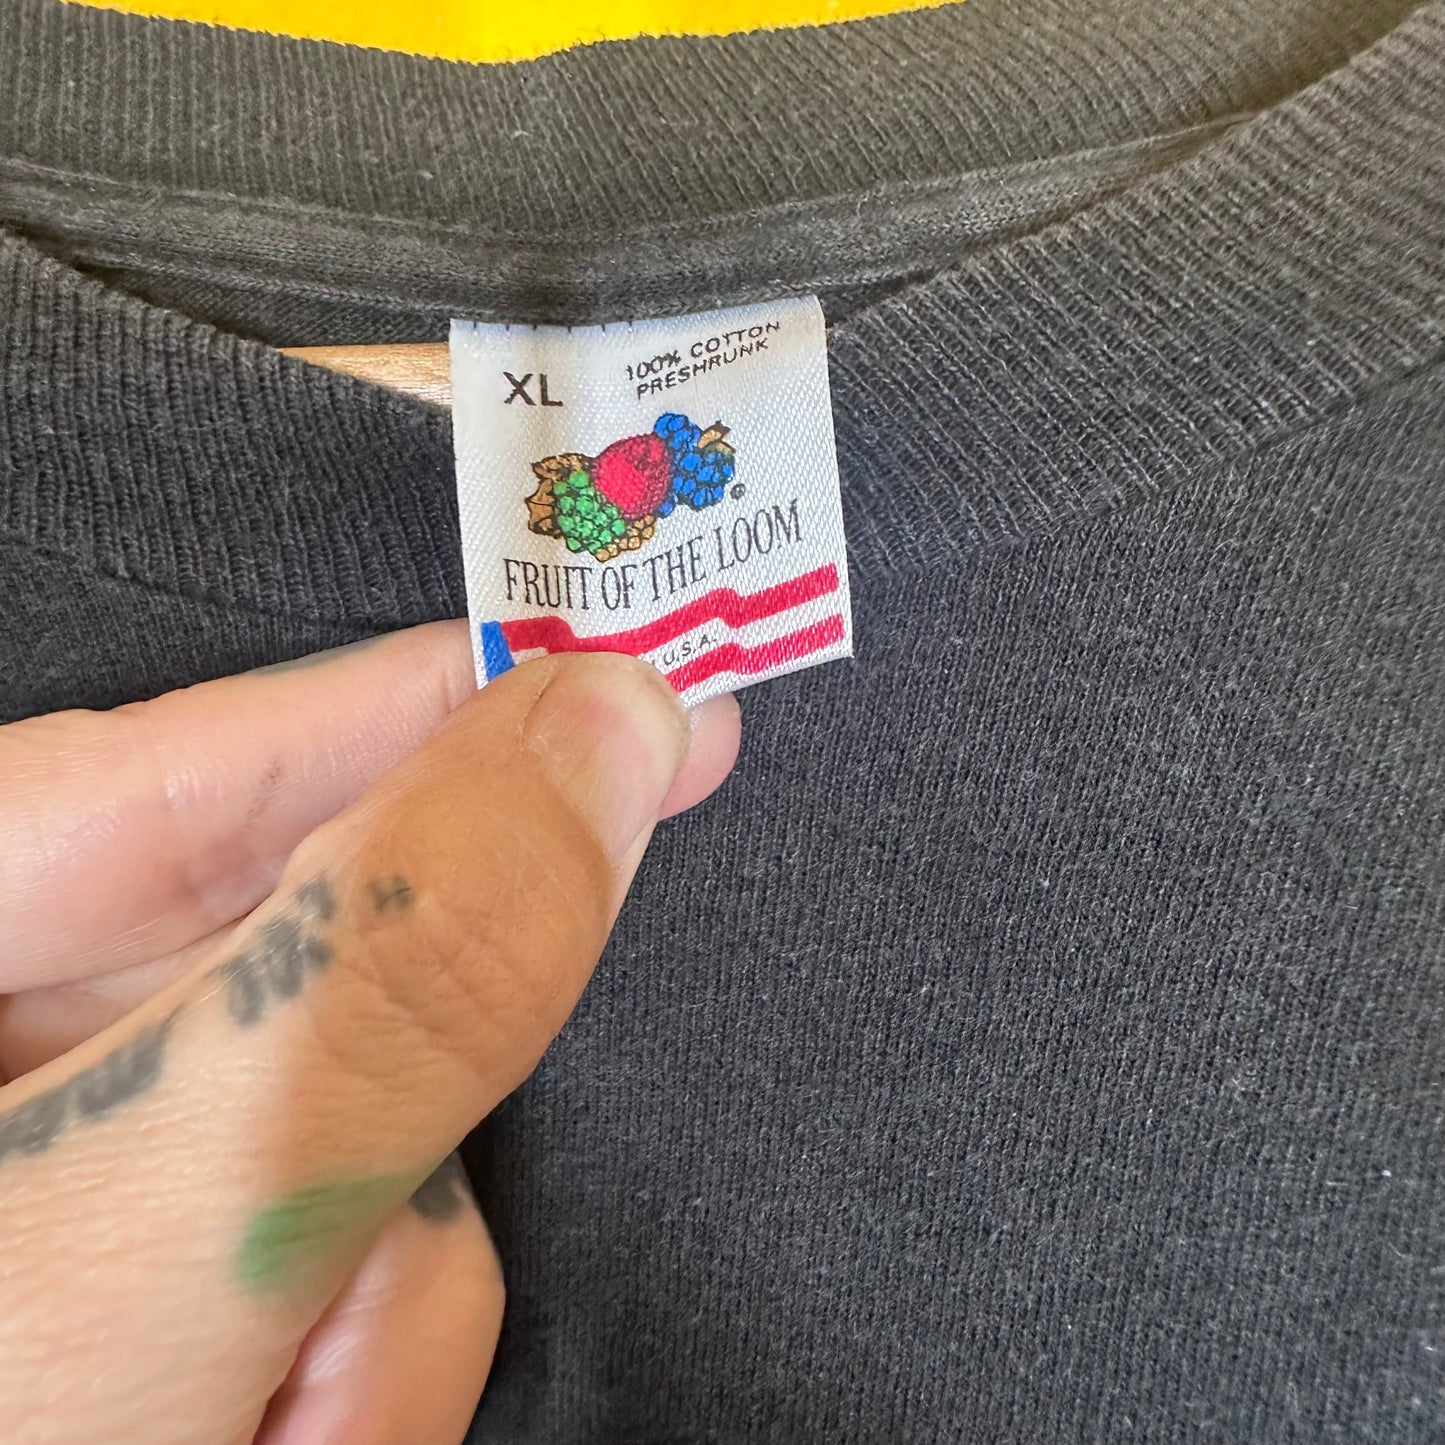 XL
100% COTTON
PRESHRUNK
®
FRUIT OF THE LOOM
U.S.A.